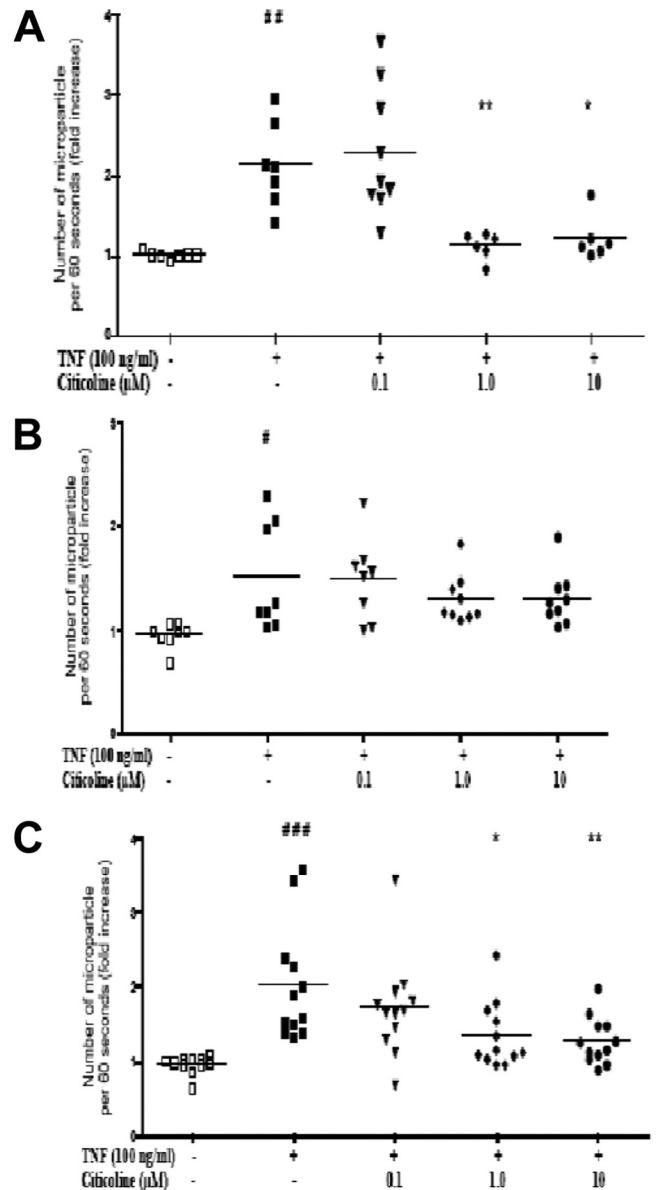 A
Number of microparticle
per 60 seconds (fold increase)
4
##
3
**
*
2
1
0
TNF (100 ng/ml) - + + + +
Citicoline (μM) - - 0.1 1.0 10
B
Number of microparticle
per 60 seconds (fold increase)
3
#
2
1
0
TNF (100 ng/ml) - + + + +
Citicoline (μM) - - 0.1 1.0 10
C
Number of microparticle
per 60 seconds (fold increase)
4
###
*
**
3
2
1
0
TNF (100 ng/ml) - + + + +
Citicoline (μM) - - 0.1 1.0 10